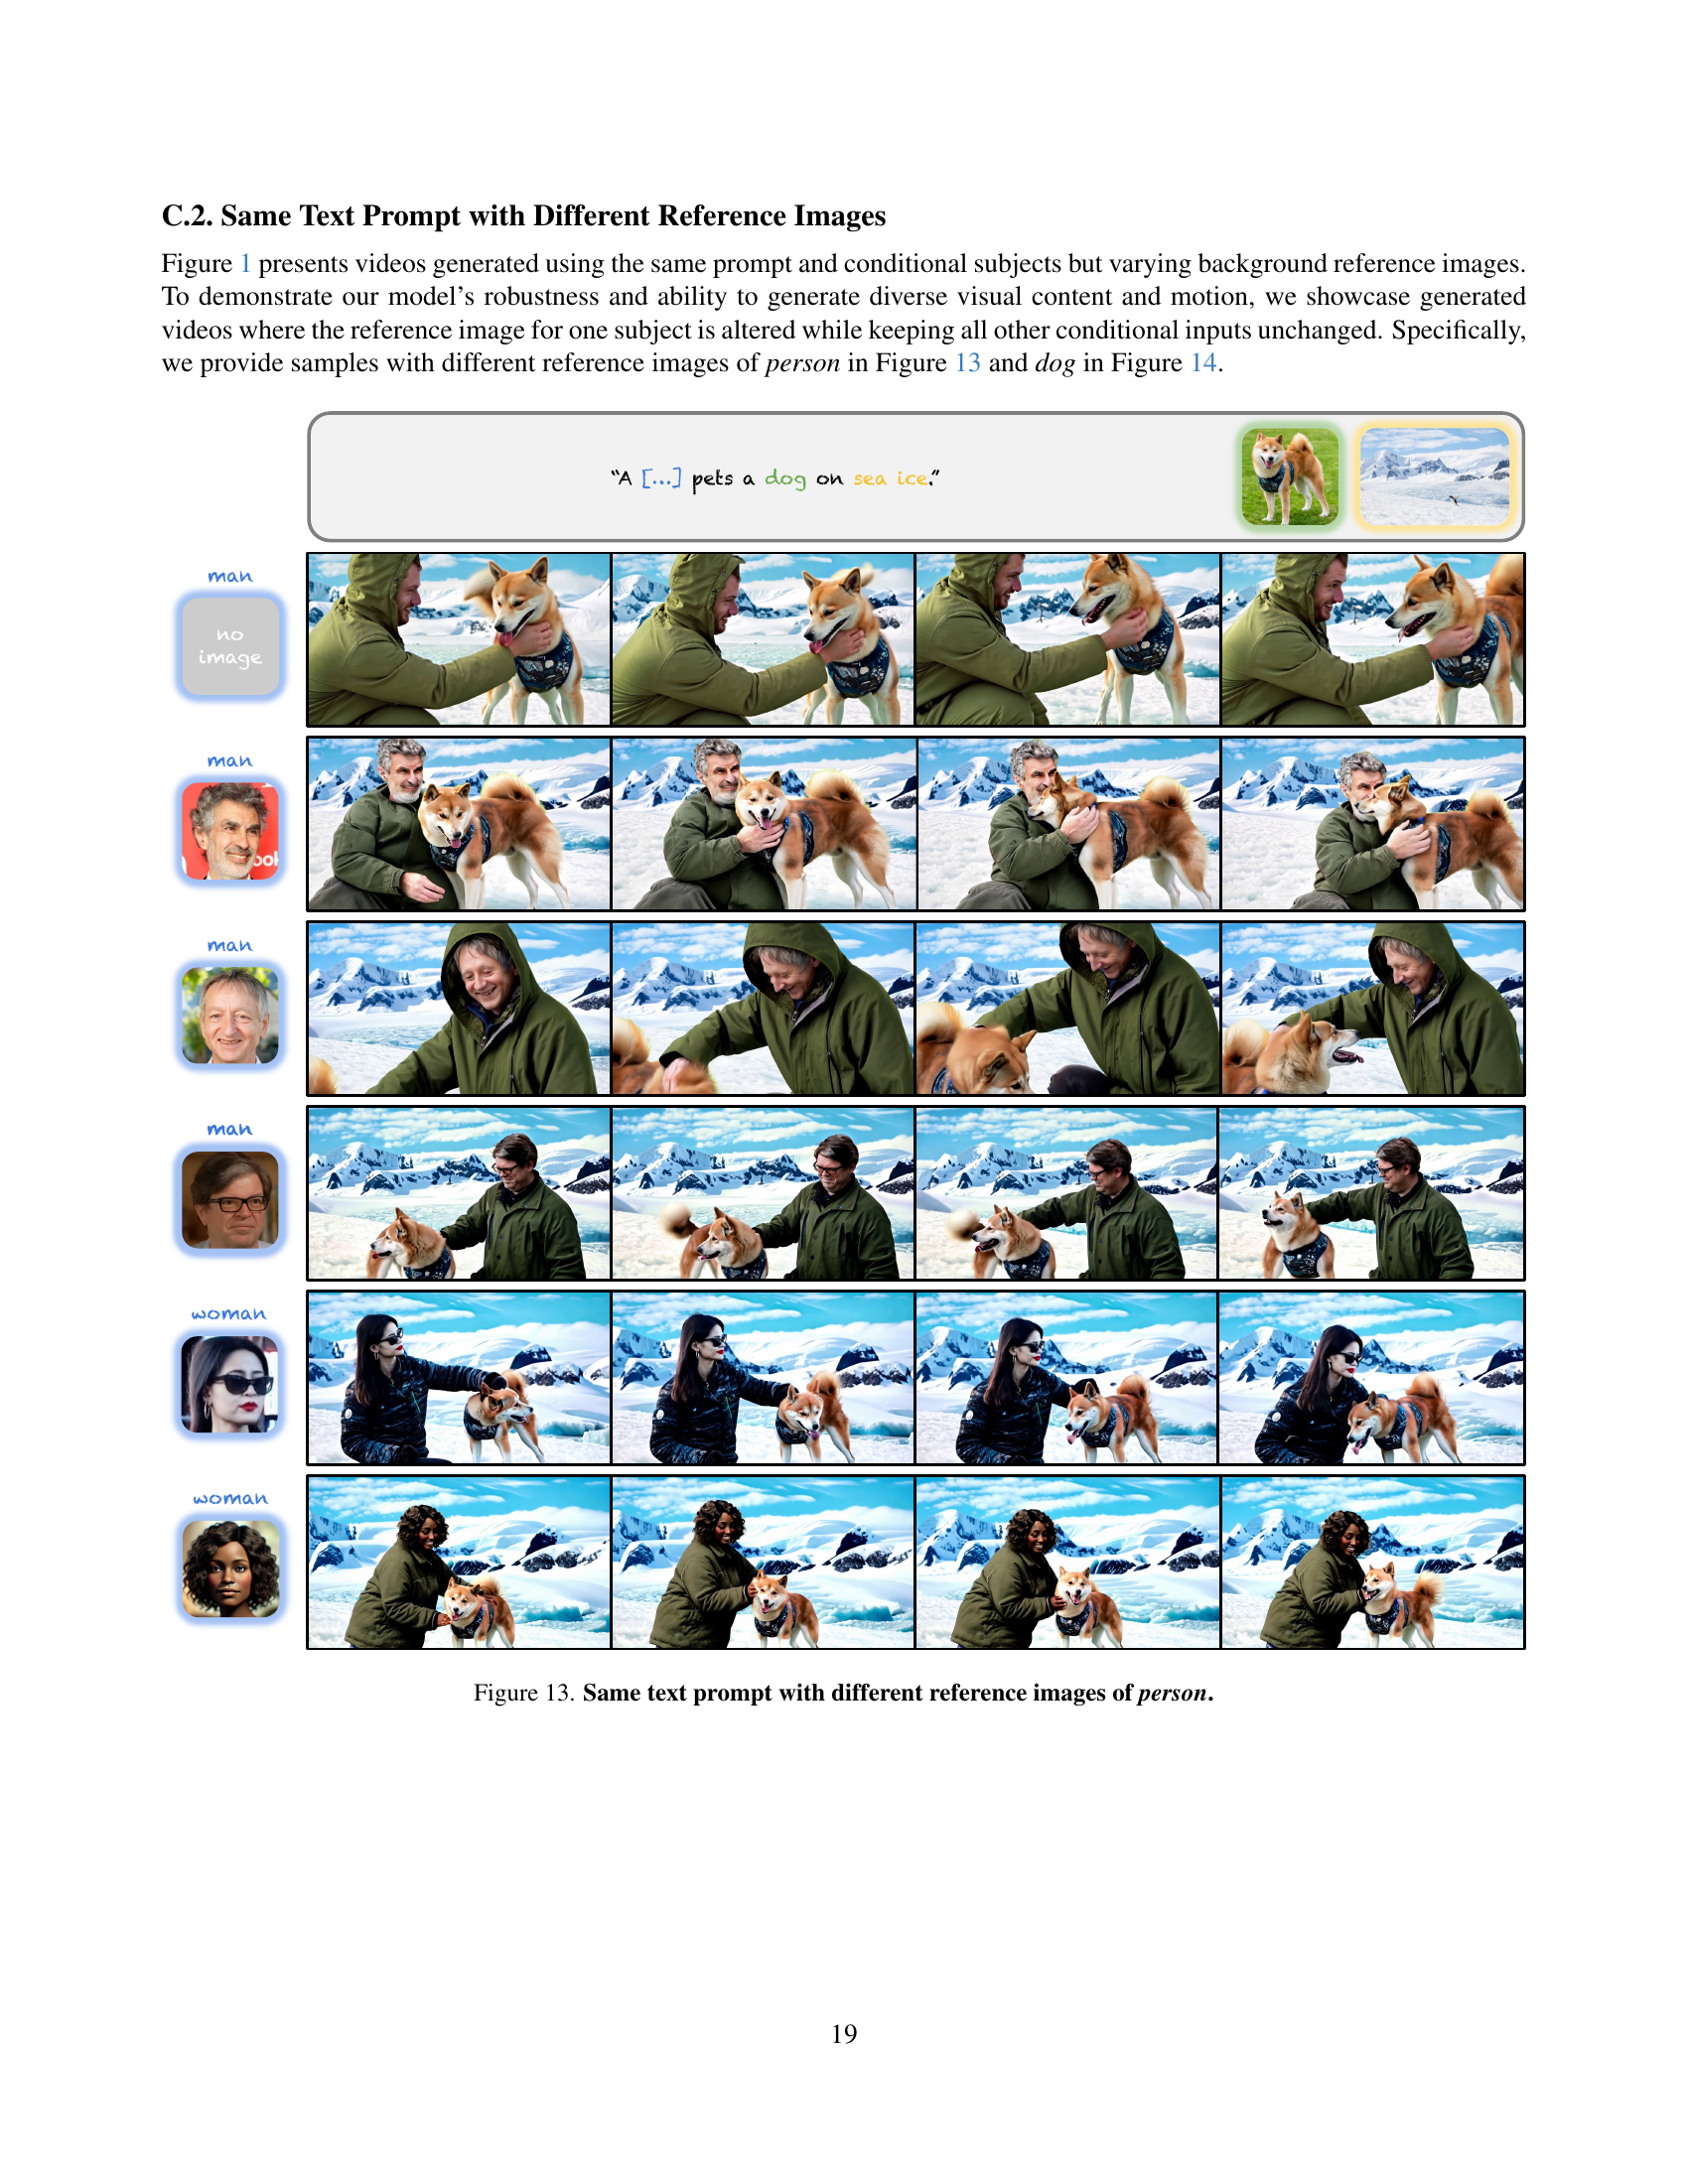 C.2. Same Text Prompt with Different Reference Images
Figure 1 presents videos generated using the same prompt and conditional subjects but varying background reference images.
To demonstrate our model's robustness and ability to generate diverse visual content and motion, we showcase generated
videos where the reference image for one subject is altered while keeping all other conditional inputs unchanged. Specifically,
we provide samples with different reference images of person in Figure 13 and dog in Figure 14.
“A [...] pets a dog on sea ice.”
man
no
image
man
man
man
woman
woman
Figure 13. Same text prompt with different reference images of person.
19